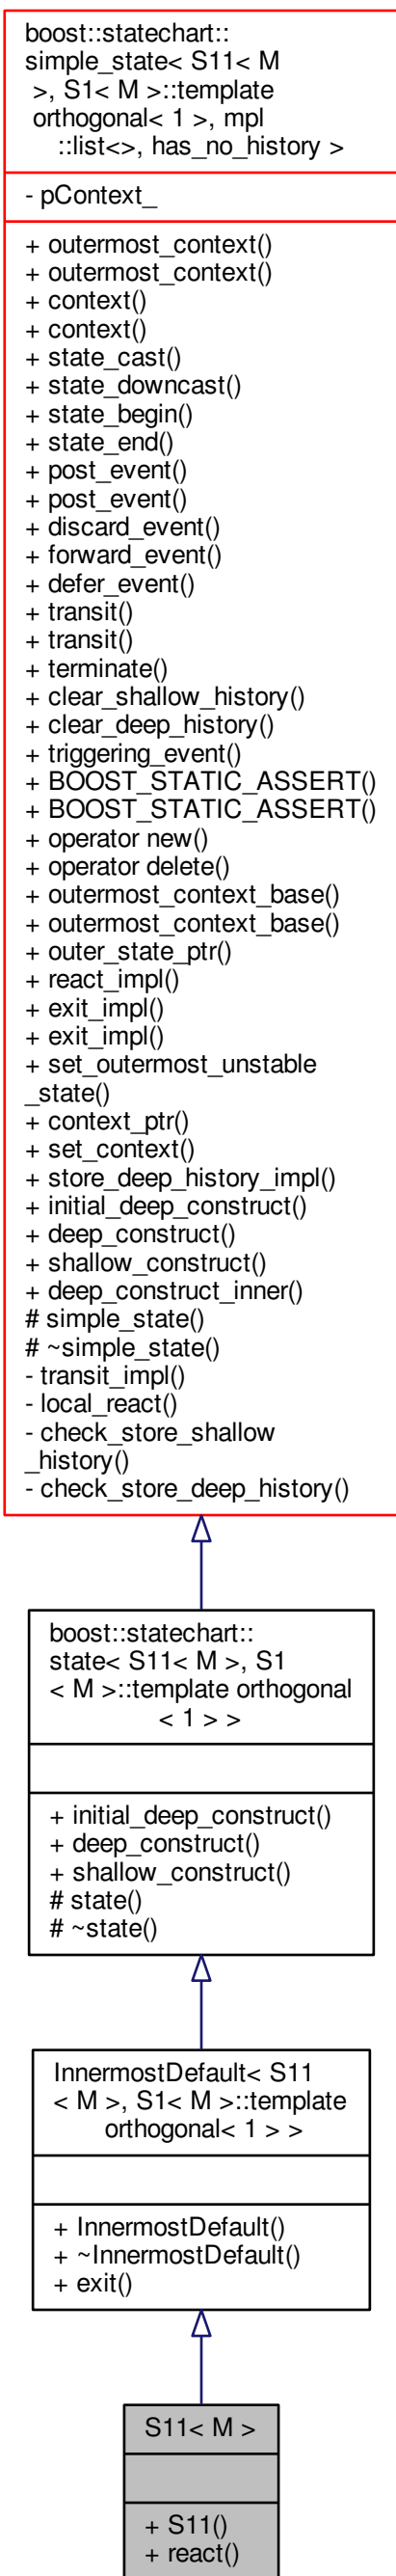 boost::statechart::
simple_state< S11< M
>, S1< M >::template
orthogonal< 1 >, mpl
::list<>, has_no_history >
- pContext_
+ outermost_context()
+ outermost_context()
+ context()
+ context()
+ state_cast()
+ state_downcast()
+ state_begin()
+ state_end()
+ post_event()
+ post_event()
+ discard_event()
+ forward_event()
+ defer_event()
+ transit()
+ transit()
+ terminate()
+ clear_shallow_history()
+ clear_deep_history()
+ triggering_event()
+ BOOST_STATIC_ASSERT()
+ BOOST_STATIC_ASSERT()
+ operator new()
+ operator delete()
+ outermost_context_base()
+ outermost_context_base()
+ outer_state_ptr()
+ react_impl()
+ exit_impl()
+ exit_impl()
+ set_outermost_unstable
_state()
+ context_ptr()
+ set_context()
+ store_deep_history_impl()
+ initial_deep_construct()
+ deep_construct()
+ shallow_construct()
+ deep_construct_inner()
# simple_state()
# ~simple_state()
- transit_impl()
- local_react()
- check_store_shallow
_history()
- check_store_deep_history()
boost::statechart::
state< S11< M >, S1
< M >::template orthogonal
< 1 > >
+ initial_deep_construct()
+ deep_construct()
+ shallow_construct()
# state()
# ~state()
InnermostDefault< S11
< M >, S1< M >::template
orthogonal< 1 > >
+ InnermostDefault()
+ ~InnermostDefault()
+ exit()
S11< M >
+ S11()
+ react()